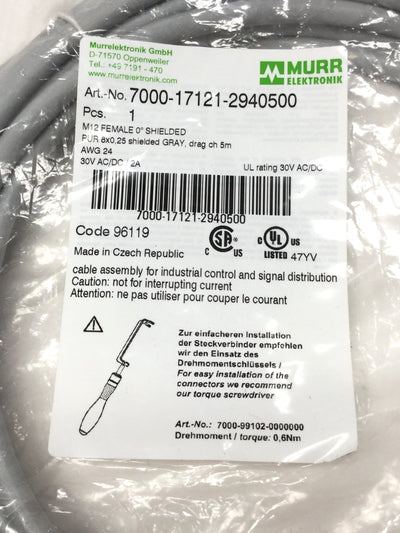 Murrelektronik GmbH
D-71570 Oppenweiler
Tel.: +49 7191 - 470
murrelektronik.com
MURR
ELEKTRONIK
Art.-No. 7000-17121-2940500
Pcs. 1
M12 FEMALE 0° SHIELDED
PUR 8x0,25 shielded GRAY, drag ch 5m
AWG 24
30V AC/DC / 2A
UL rating 30V AC/DC
7000-17121-2940500
Code 96119
Made in Czech Republic
C SA US
C UL US
LISTED 47YV
cable assembly for industrial control and signal distribution
Caution: not for interrupting current
Attention: ne pas utiliser pour couper le courant
Zur einfacheren Installation
der Steckverbinder empfehlen
wir den Einsatz des
Drehmomentschlüssels /
For easy installation of the
connectors we recommend
our torque screwdriver
Art.-No.: 7000-99102-0000000
Drehmoment / torque: 0,6Nm